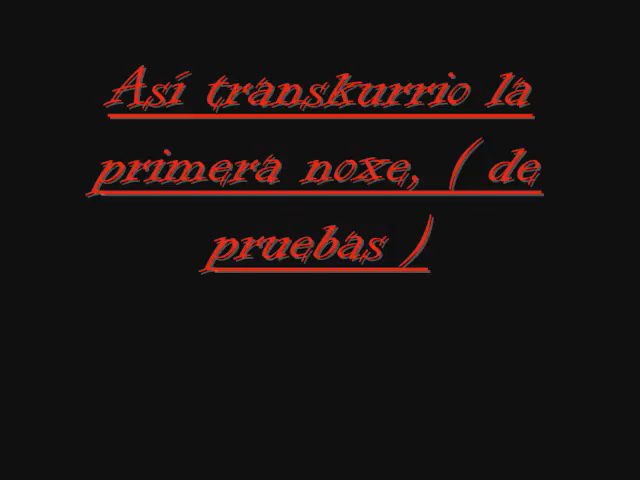 Así transkurrio la
primera noxe, ( de
pruebas )